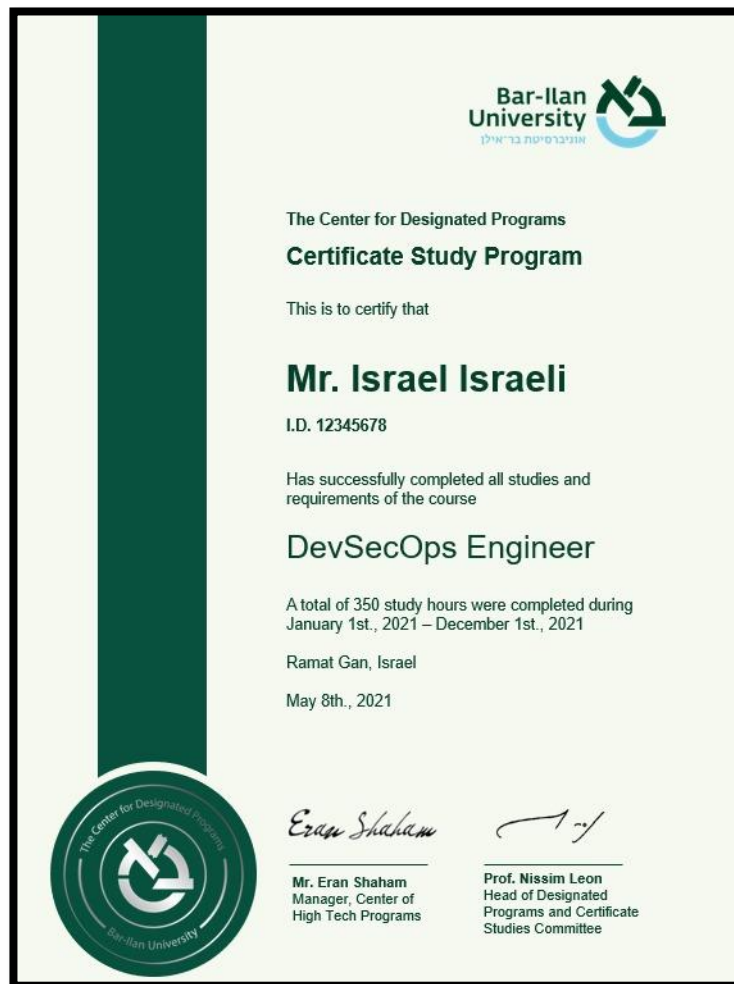 Bar-Ilan
University
אוניברסיטת בר־אילן
The Center for Designated Programs
Certificate Study Program
This is to certify that
Mr. Israel Israeli
I.D. 12345678
Has successfully completed all studies and
requirements of the course
DevSecOps Engineer
A total of 350 study hours were completed during
January 1st., 2021 – December 1st., 2021
Ramat Gan, Israel
May 8th., 2021
The Center for Designated Programs
Bar-Ilan University
Eran Shaham
Mr. Eran Shaham
Manager, Center of
High Tech Programs
Prof. Nissim Leon
Head of Designated
Programs and Certificate
Studies Committee